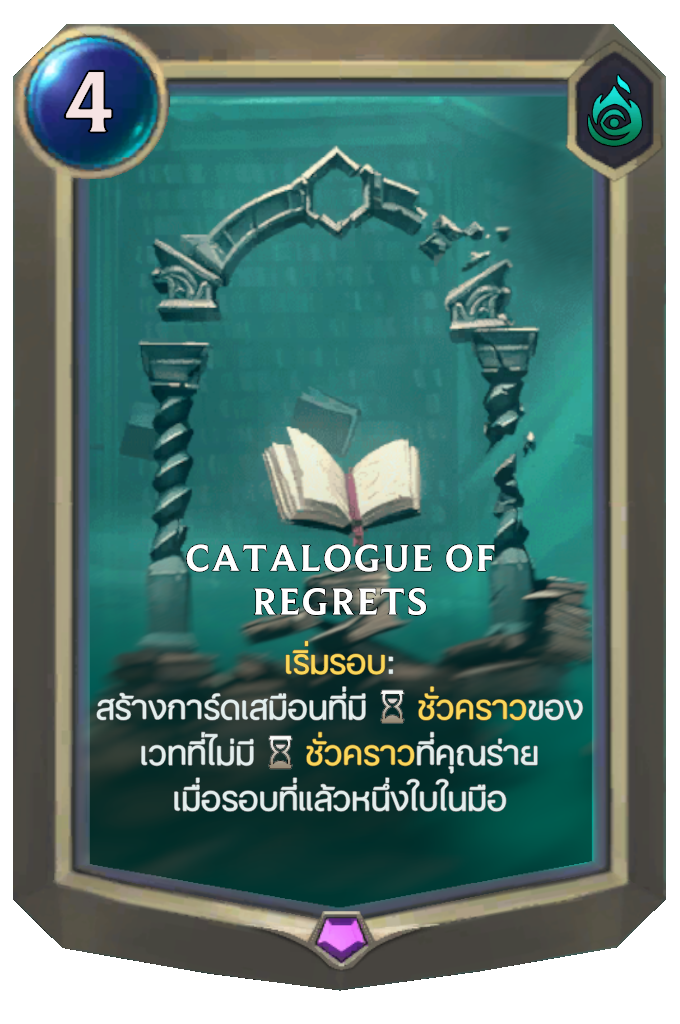 4
CATALOGUE OF
REGRETS
เริ่มรอบ:
สร้างการ์ดเสมือนที่มี ชั่วคราวของ
เวทที่ไม่มี ชั่วคราวที่คุณร่าย
เมื่อรอบที่แล้วหนึ่งใบในมือ